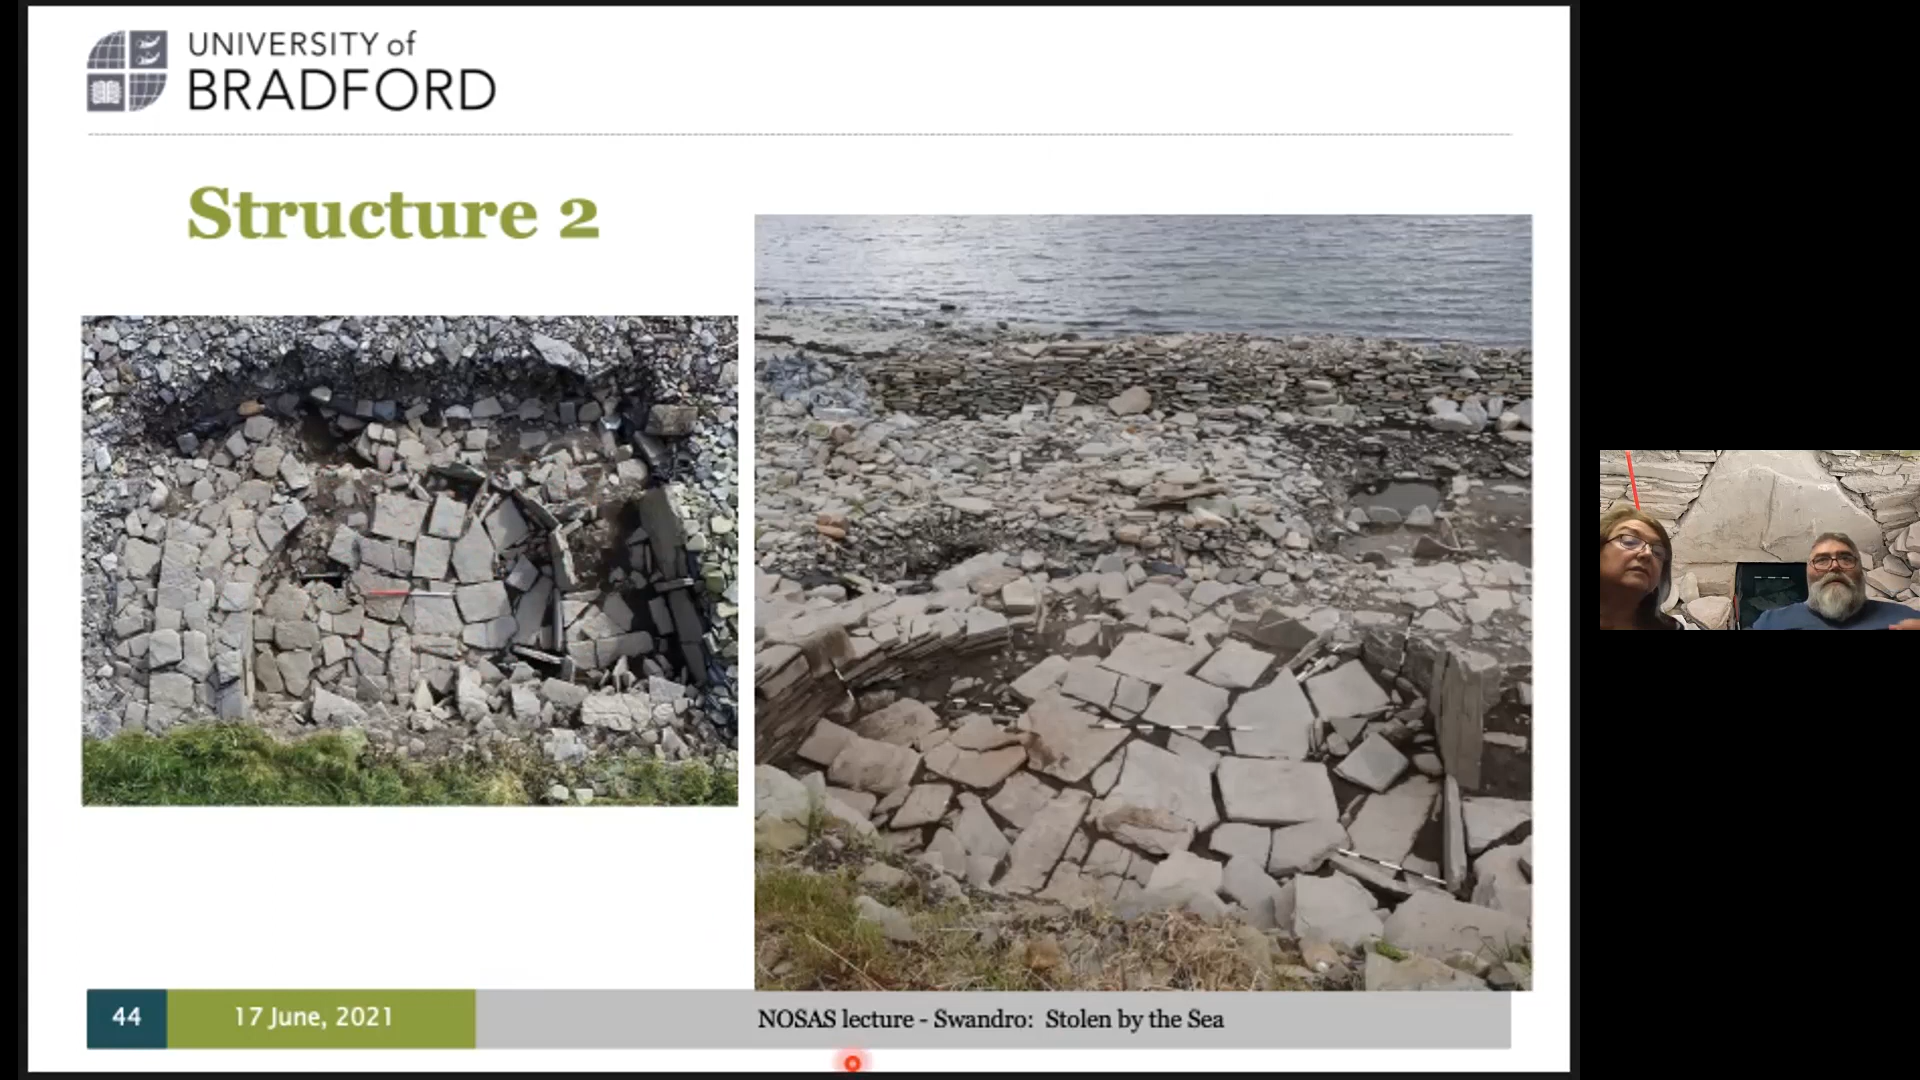 UNIVERSITY of
BRADFORD
Structure 2
44
17 June, 2021
NOSAS lecture - Swandro: Stolen by the Sea